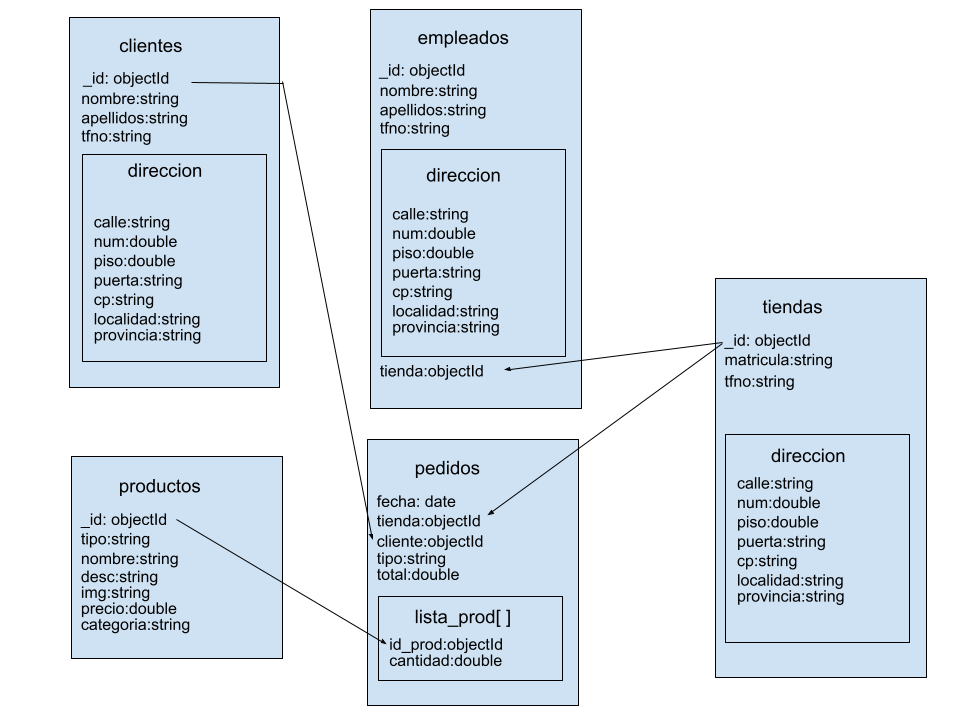 clientes
_id: objectId
nombre:string
apellidos:string
tfno:string
direccion
calle:string
num:double
piso:double
puerta:string
cp:string
localidad:string
provincia:string
empleados
_id: objectId
nombre:string
apellidos:string
tfno:string
direccion
calle:string
num:double
piso:double
puerta:string
cp:string
localidad:string
provincia:string
tienda:objectId
tiendas
_id: objectId
matricula:string
tfno:string
direccion
calle:string
num:double
piso:double
puerta:string
cp:string
localidad:string
provincia:string
productos
_id: objectId
tipo:string
nombre:string
desc:string
img:string
precio:double
categoria:string
pedidos
fecha: date
tienda:objectId
cliente:objectId
tipo:string
total:double
lista_prod[ ]
id_prod:objectId
cantidad:double